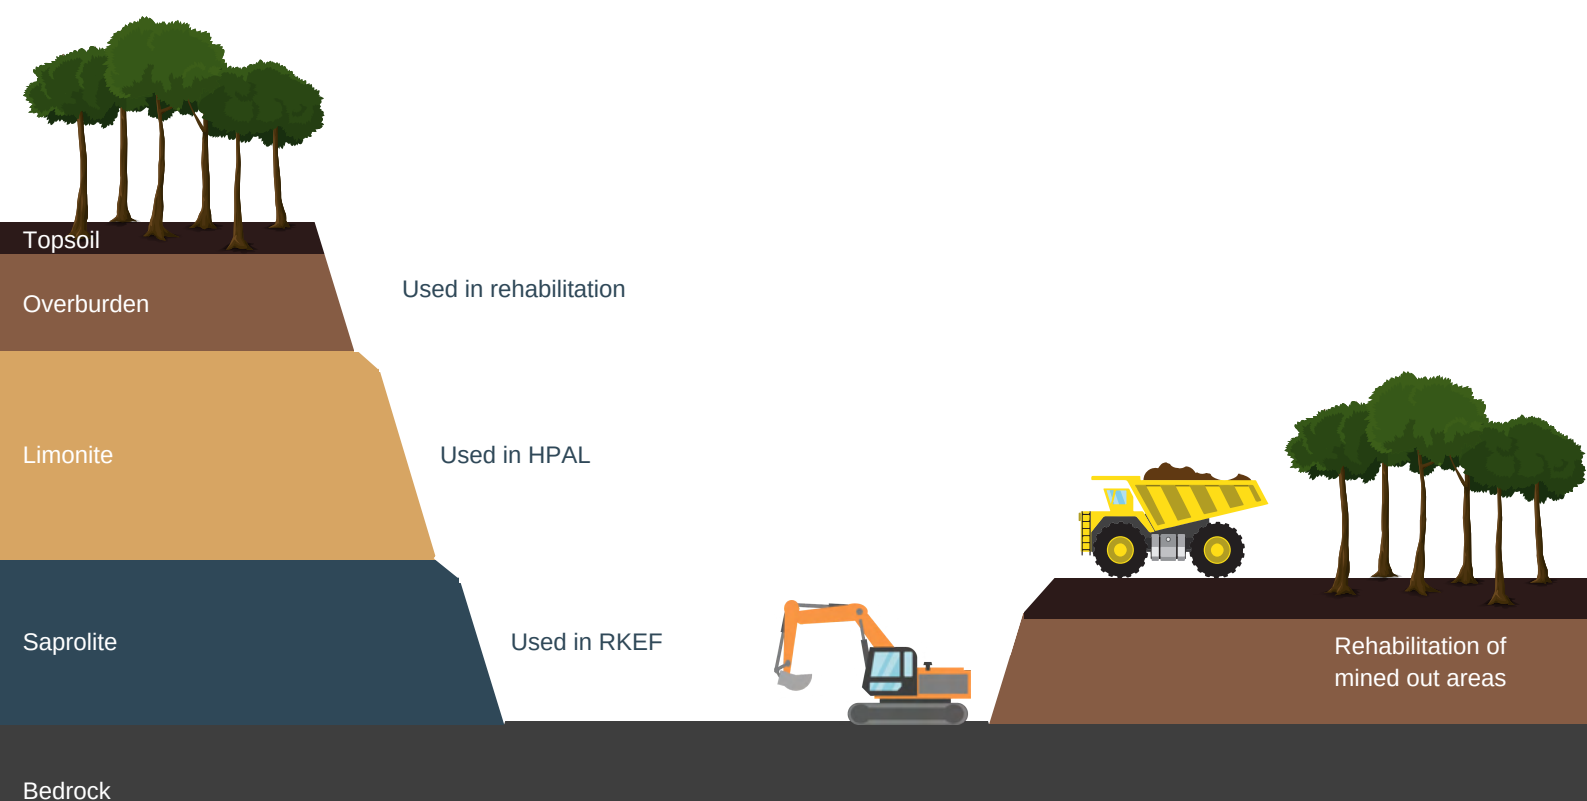 Topsoil
Overburden
Used in rehabilitation
Limonite
Used in HPAL
Saprolite
Used in RKEF
Rehabilitation of
mined out areas
Bedrock